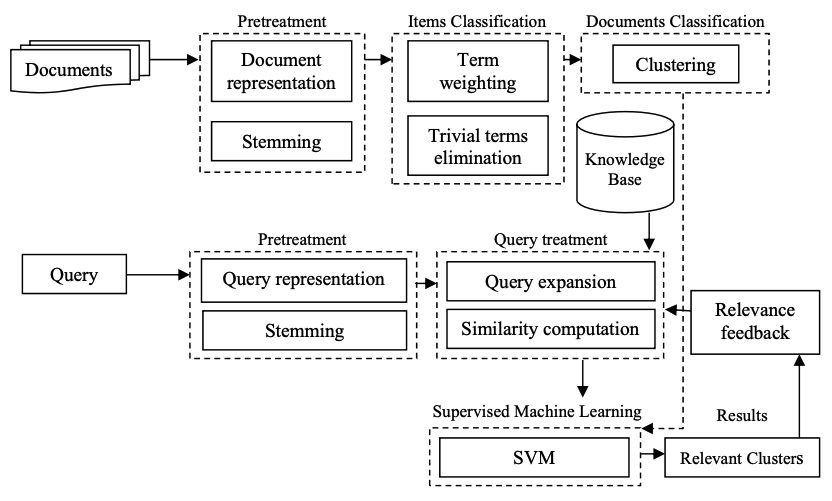 Pretreatment
Items Classification
Documents Classification
Documents
Document
representation
Stemming
Term
weighting
Trivial terms
elimination
Clustering
Knowledge
Base
Pretreatment
Query treatment
Query
Query representation
Stemming
Query expansion
Similarity computation
Relevance
feedback
Supervised Machine Learning
Results
SVM
Relevant Clusters